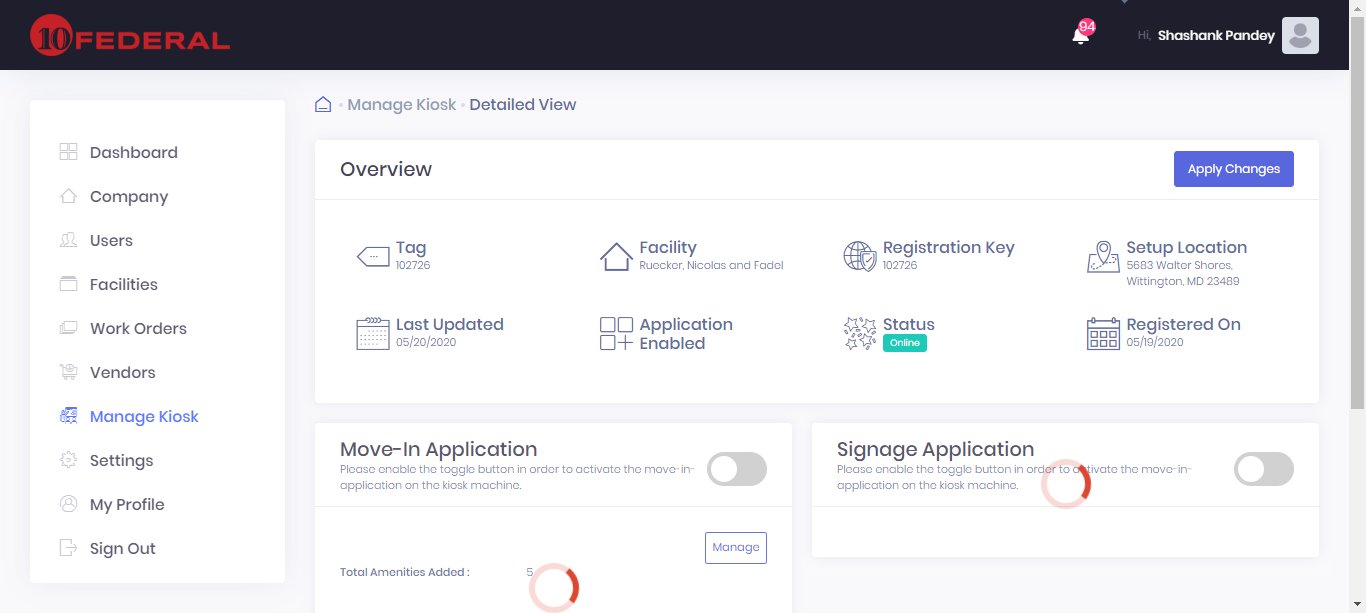 10 FEDERAL
94
Hi, Shashank Pandey
Dashboard
Company
Users
Facilities
Work Orders
Vendors
Manage Kiosk
Settings
My Profile
Sign Out
Manage Kiosk • Detailed View
Overview
Apply Changes
Tag
102726
Facility
Ruecker, Nicolas and Fadel
Registration Key
102726
Setup Location
5683 Walter Shores,
Wittington, MD 23489
Last Updated
05/20/2020
Application
Enabled
Status
Online
Registered On
05/19/2020
Move-In Application
Please enable the toggle button in order to activate the move-in-
application on the kiosk machine.
Manage
Total Amenities Added : 5
Signage Application
Please enable the toggle button in order to activate the move-in-
application on the kiosk machine.